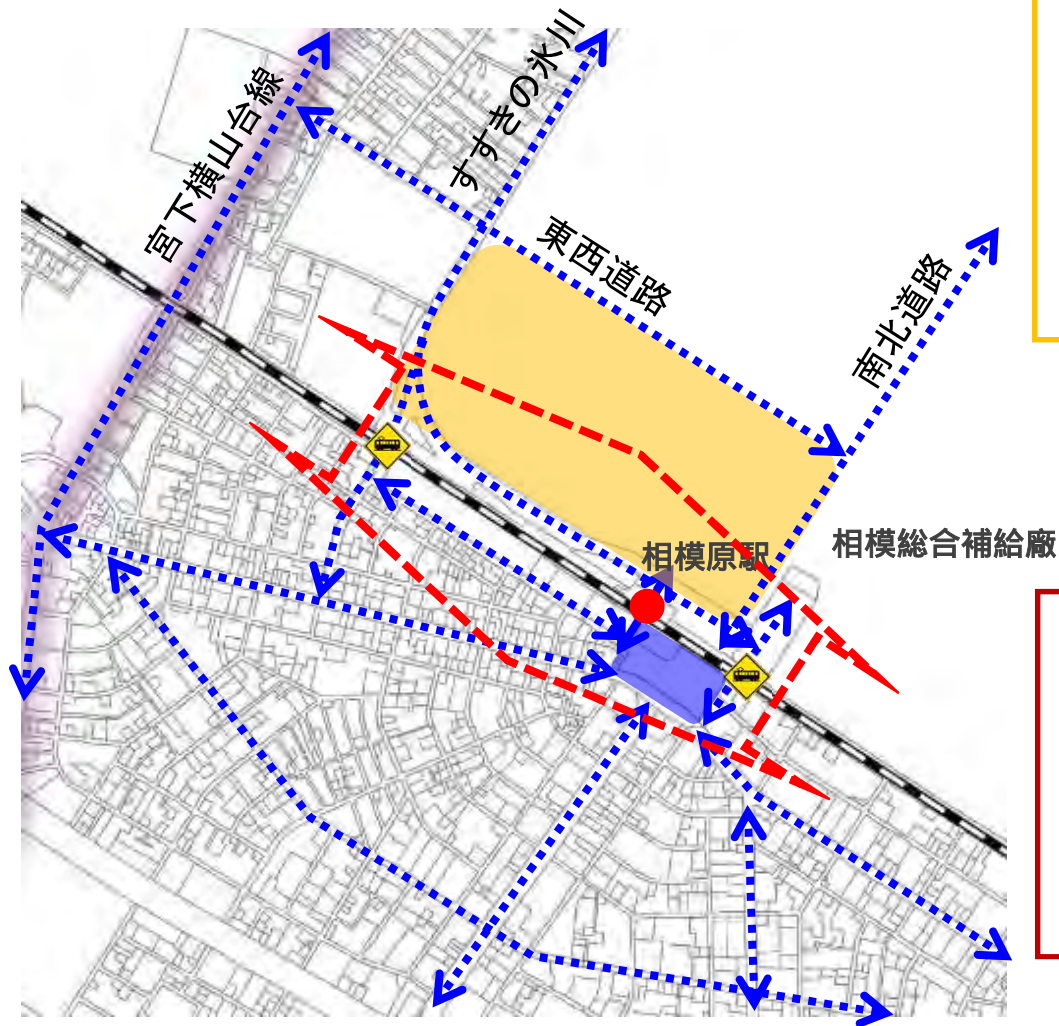 すすきの氷川
宮下横山台線
東西道路
南北道路
相模原駅
相模総合補給廠